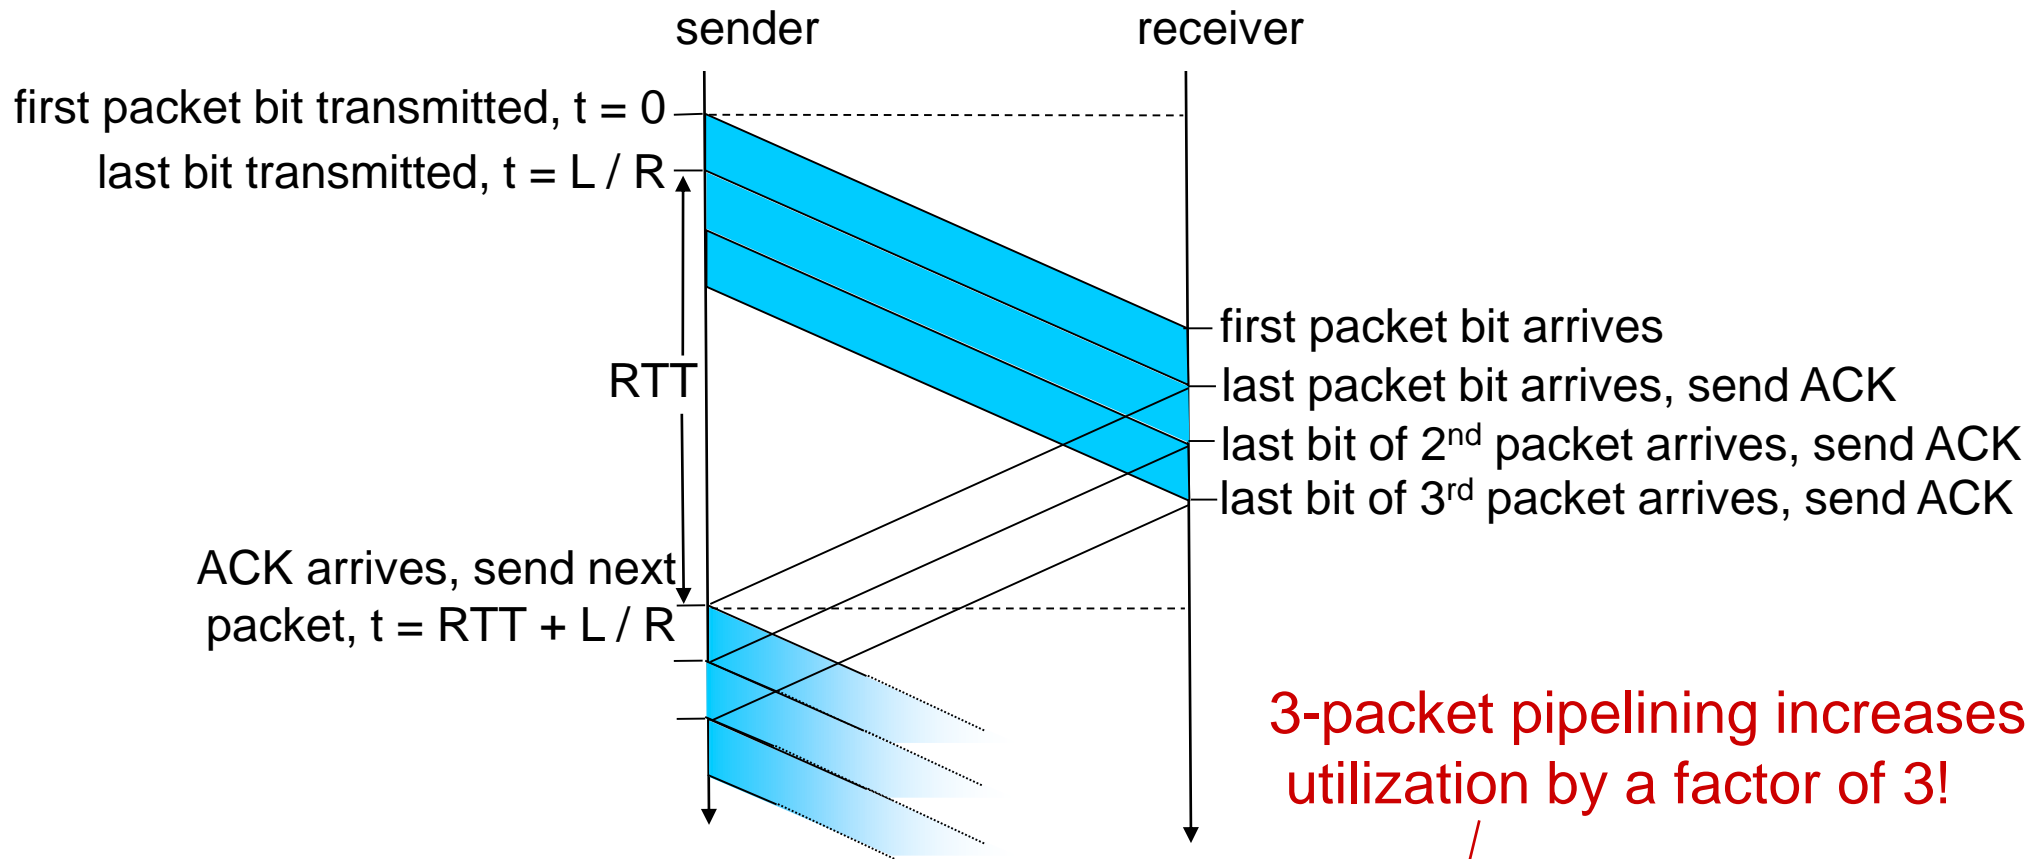 sender
receiver
first packet bit transmitted, t = 0
last bit transmitted, t = L / R
RTT
first packet bit arrives
last packet bit arrives, send ACK
last bit of 2nd packet arrives, send ACK
last bit of 3rd packet arrives, send ACK
ACK arrives, send next
packet, t = RTT + L / R
3-packet pipelining increases
utilization by a factor of 3!